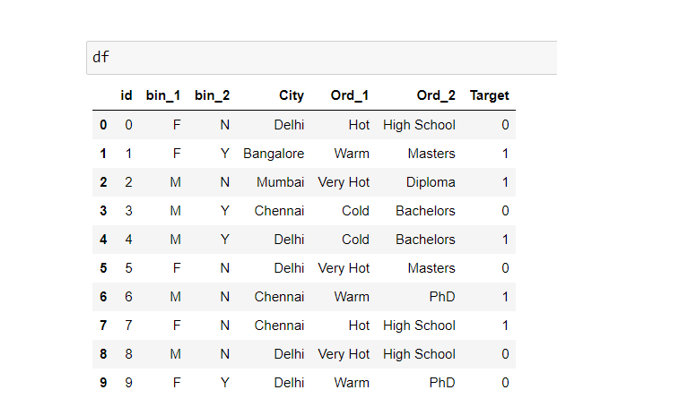 df
id bin_1 bin_2 City Ord_1 Ord_2 Target
0 0 F N Delhi Hot High School 0
1 1 F Y Bangalore Warm Masters 1
2 2 M N Mumbai Very Hot Diploma 1
3 3 M Y Chennai Cold Bachelors 0
4 4 M Y Delhi Cold Bachelors 1
5 5 F N Delhi Very Hot Masters 0
6 6 M N Chennai Warm PhD 1
7 7 F N Chennai Hot High School 1
8 8 M N Delhi Very Hot High School 0
9 9 F Y Delhi Warm PhD 0